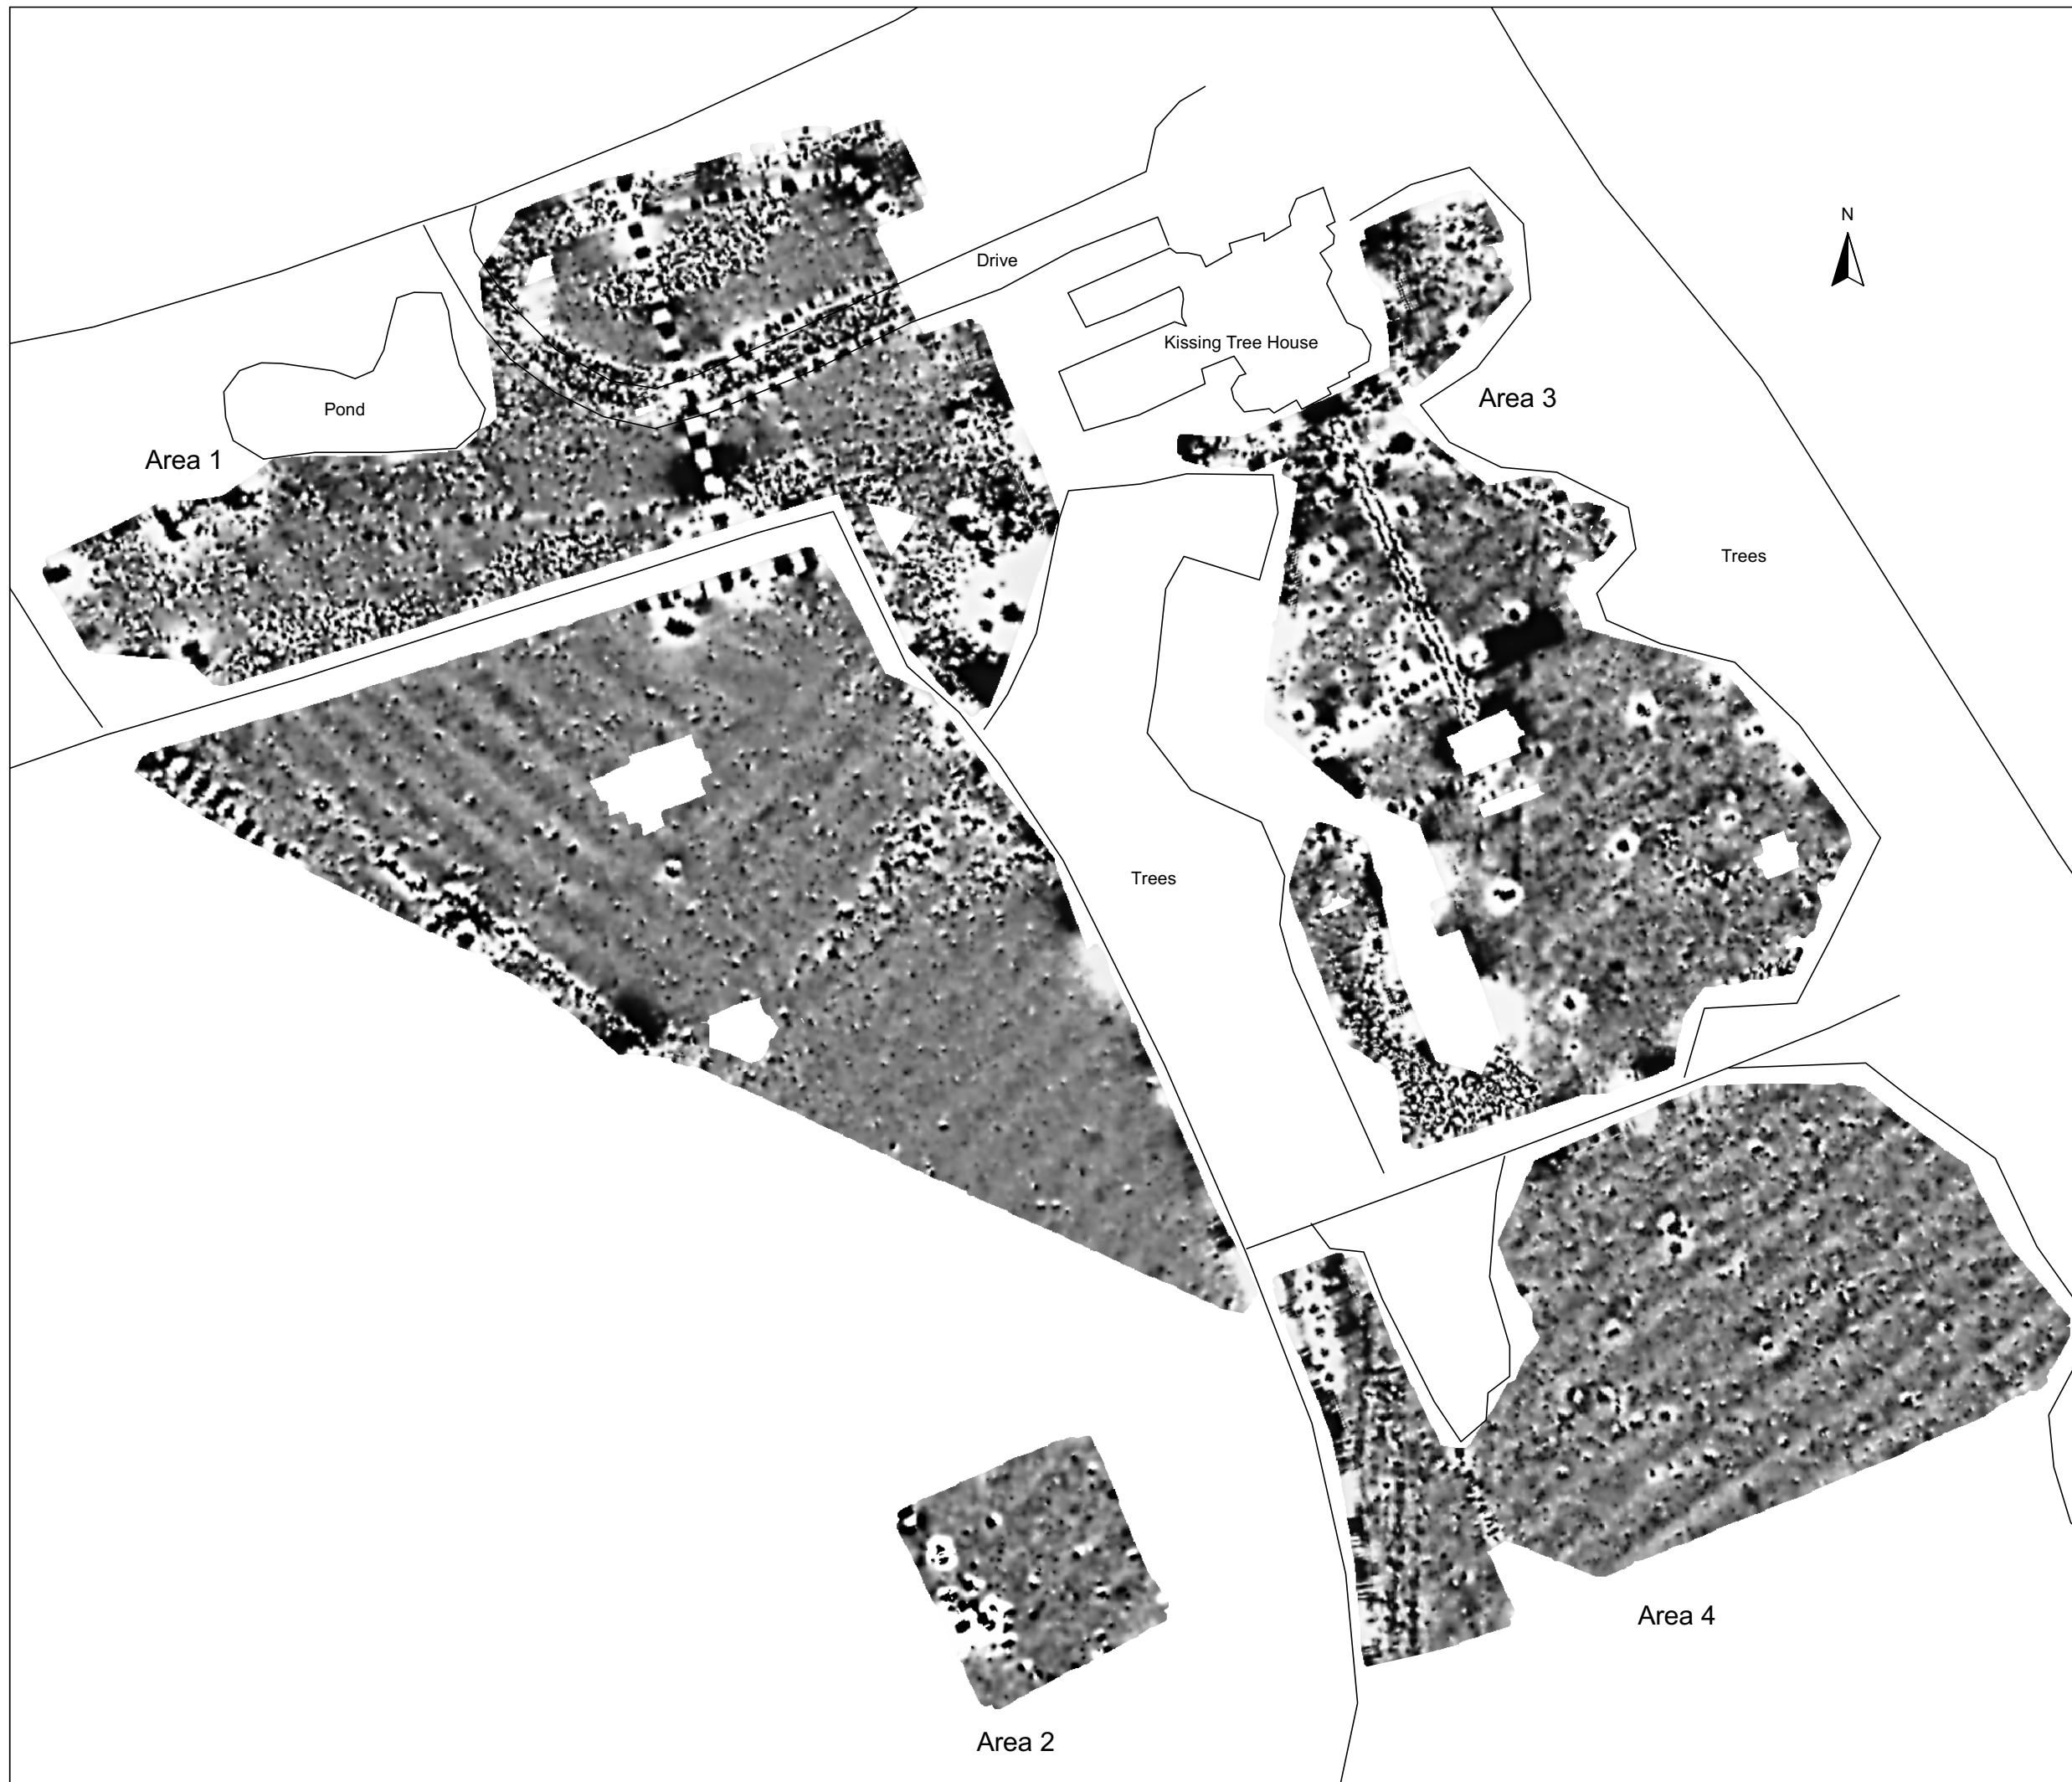 N
Drive
Kissing Tree House
Area 3
Pond
Area 1
Trees
Trees
Area 4
Area 2